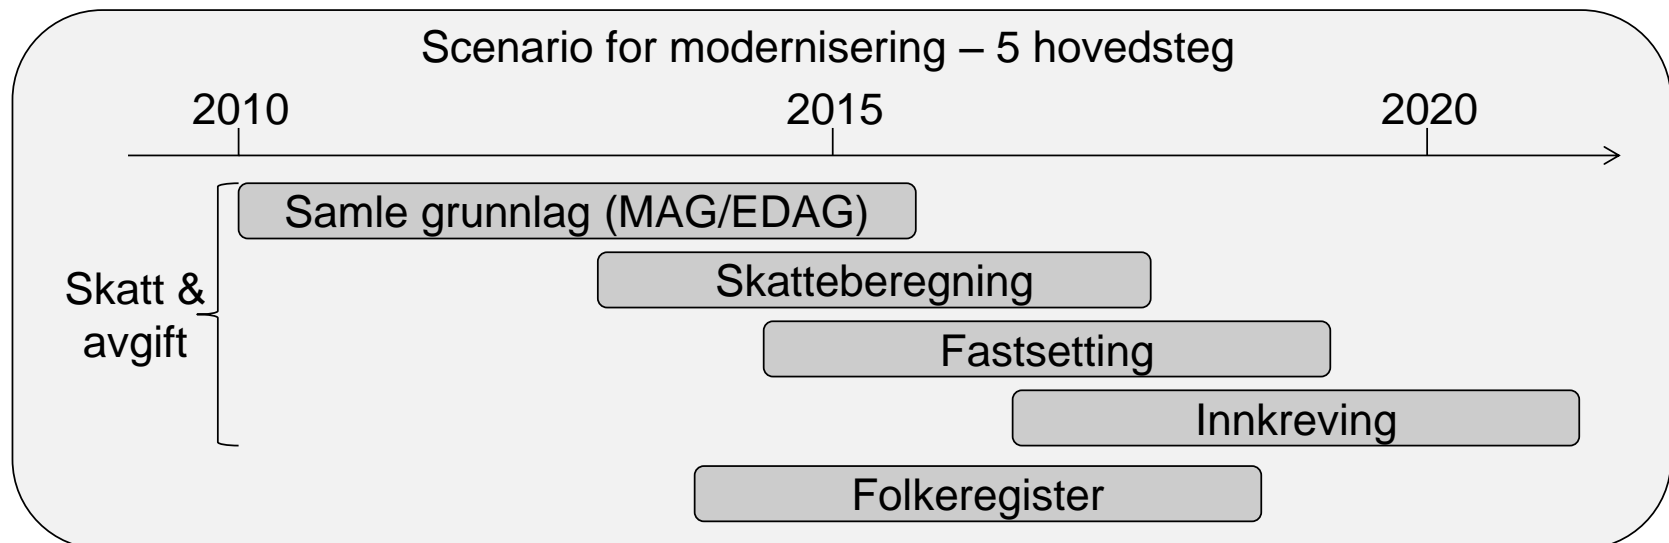 Scenario for modernisering – 5 hovedsteg
2010 2015 2020
Samle grunnlag (MAG/EDAG)
Skatteberegning
Skatt &
avgift
Fastsetting
Innkreving
Folkeregister